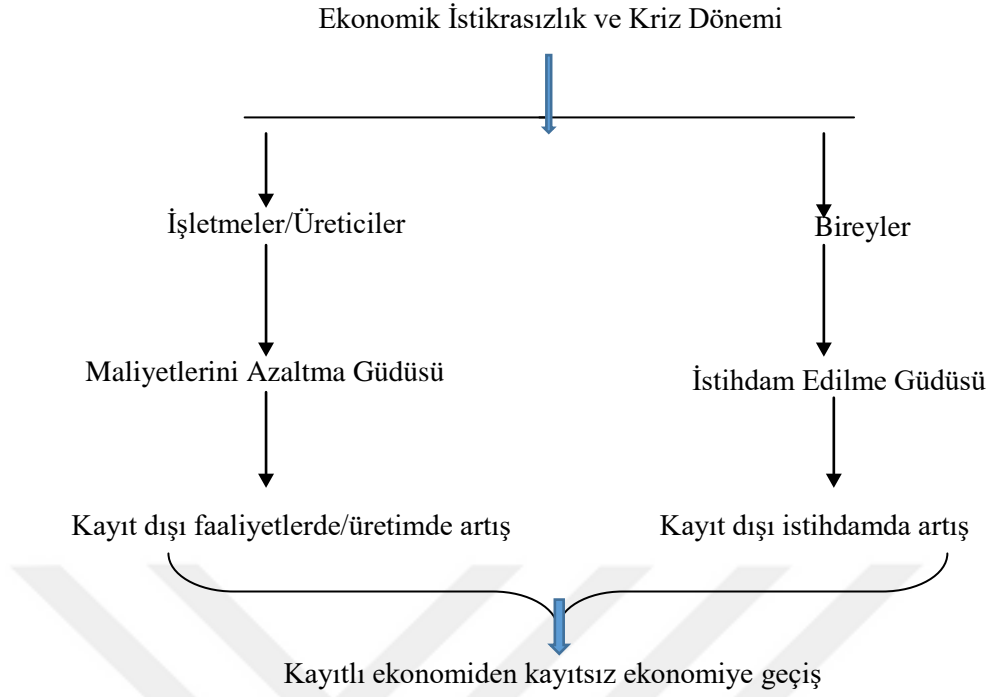 Ekonomik İstikrasızlık ve Kriz Dönemi
İşletmeler/Üreticiler
Bireyler
Maliyetlerini Azaltma Güdüsü
İstihdam Edilme Güdüsü
Kayıt dışı faaliyetlerde/üretimde artış
Kayıt dışı istihdamda artış
Kayıtlı ekonomiden kayıtsız ekonomiye geçiş